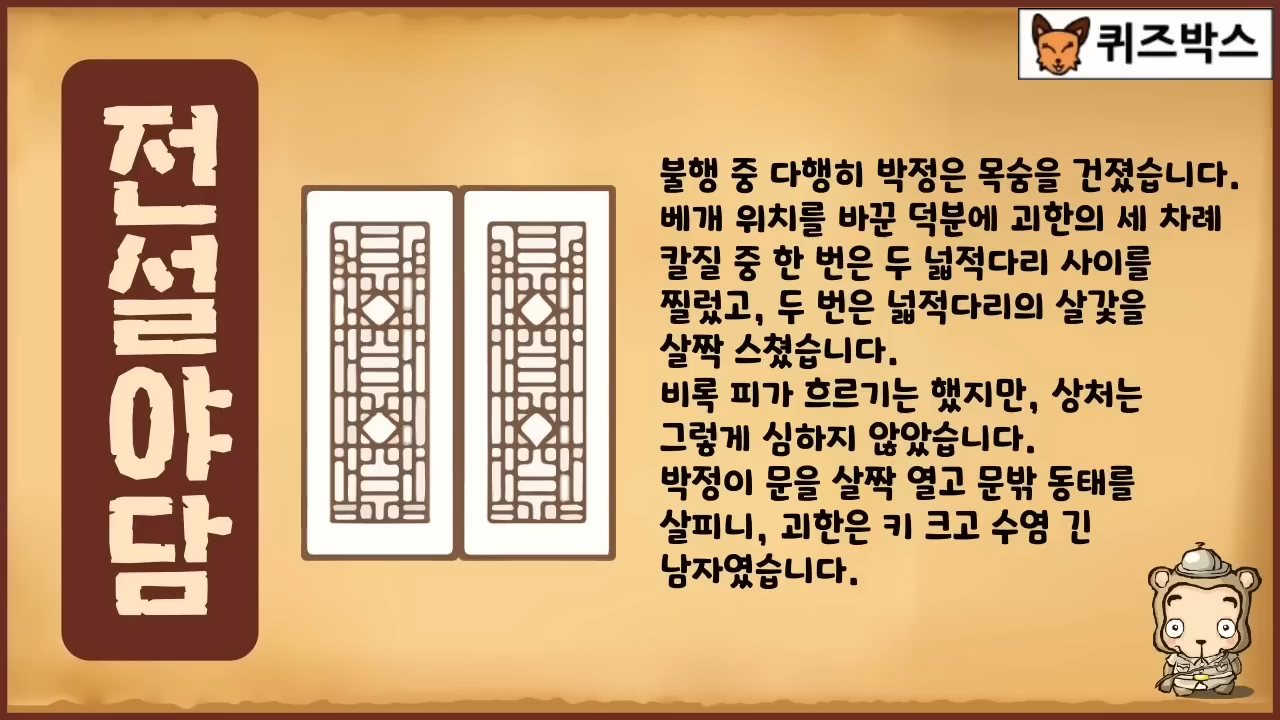 퀴즈박스
전설야담
불행 중 다행히 박정은 목숨을 건졌습니다.
베개 위치를 바꾼 덕분에 괴한의 세 차례
칼질 중 한 번은 두 넓적다리 사이를
찔렀고, 두 번은 넓적다리의 살갗을
살짝 스쳤습니다.
비록 피가 흐르기는 했지만, 상처는
그렇게 심하지 않았습니다.
박정이 문을 살짝 열고 문밖 동태를
살피니, 괴한은 키 크고 수염 긴
남자였습니다.